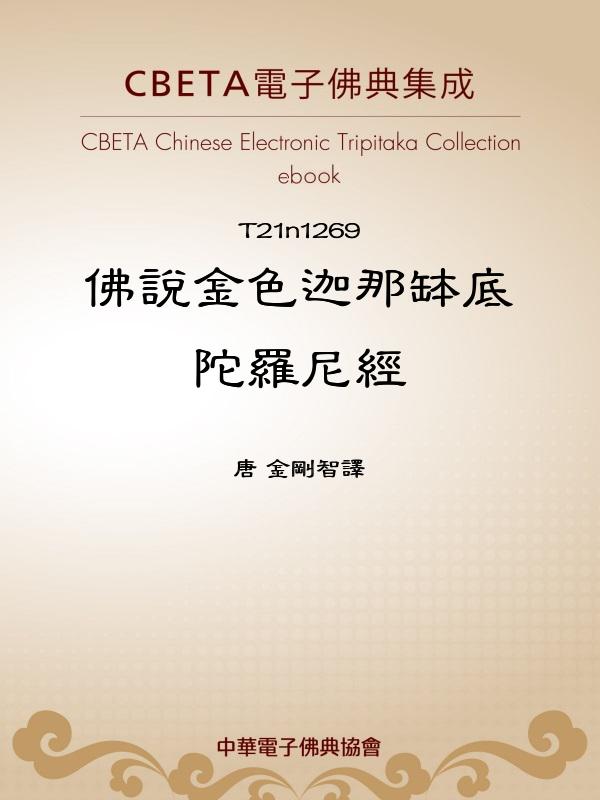 CBETA電子佛典集成
CBETA Chinese Electronic Tripitaka Collection
ebook
T21n1269
佛說金色迦那缽底
陀羅尼經
唐 金剛智譯
中華電子佛典協會